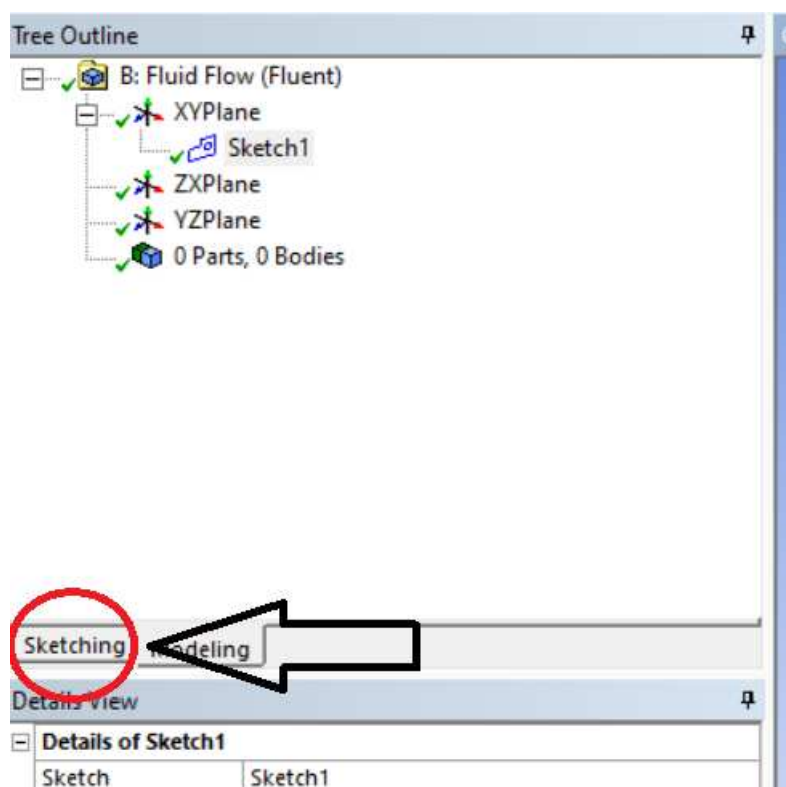 Tree Outline
B: Fluid Flow (Fluent)
XYPlane
Sketch1
ZXPlane
YZPlane
0 Parts, 0 Bodies
Sketching Modeling
Details View
Details of Sketch1
Sketch Sketch1